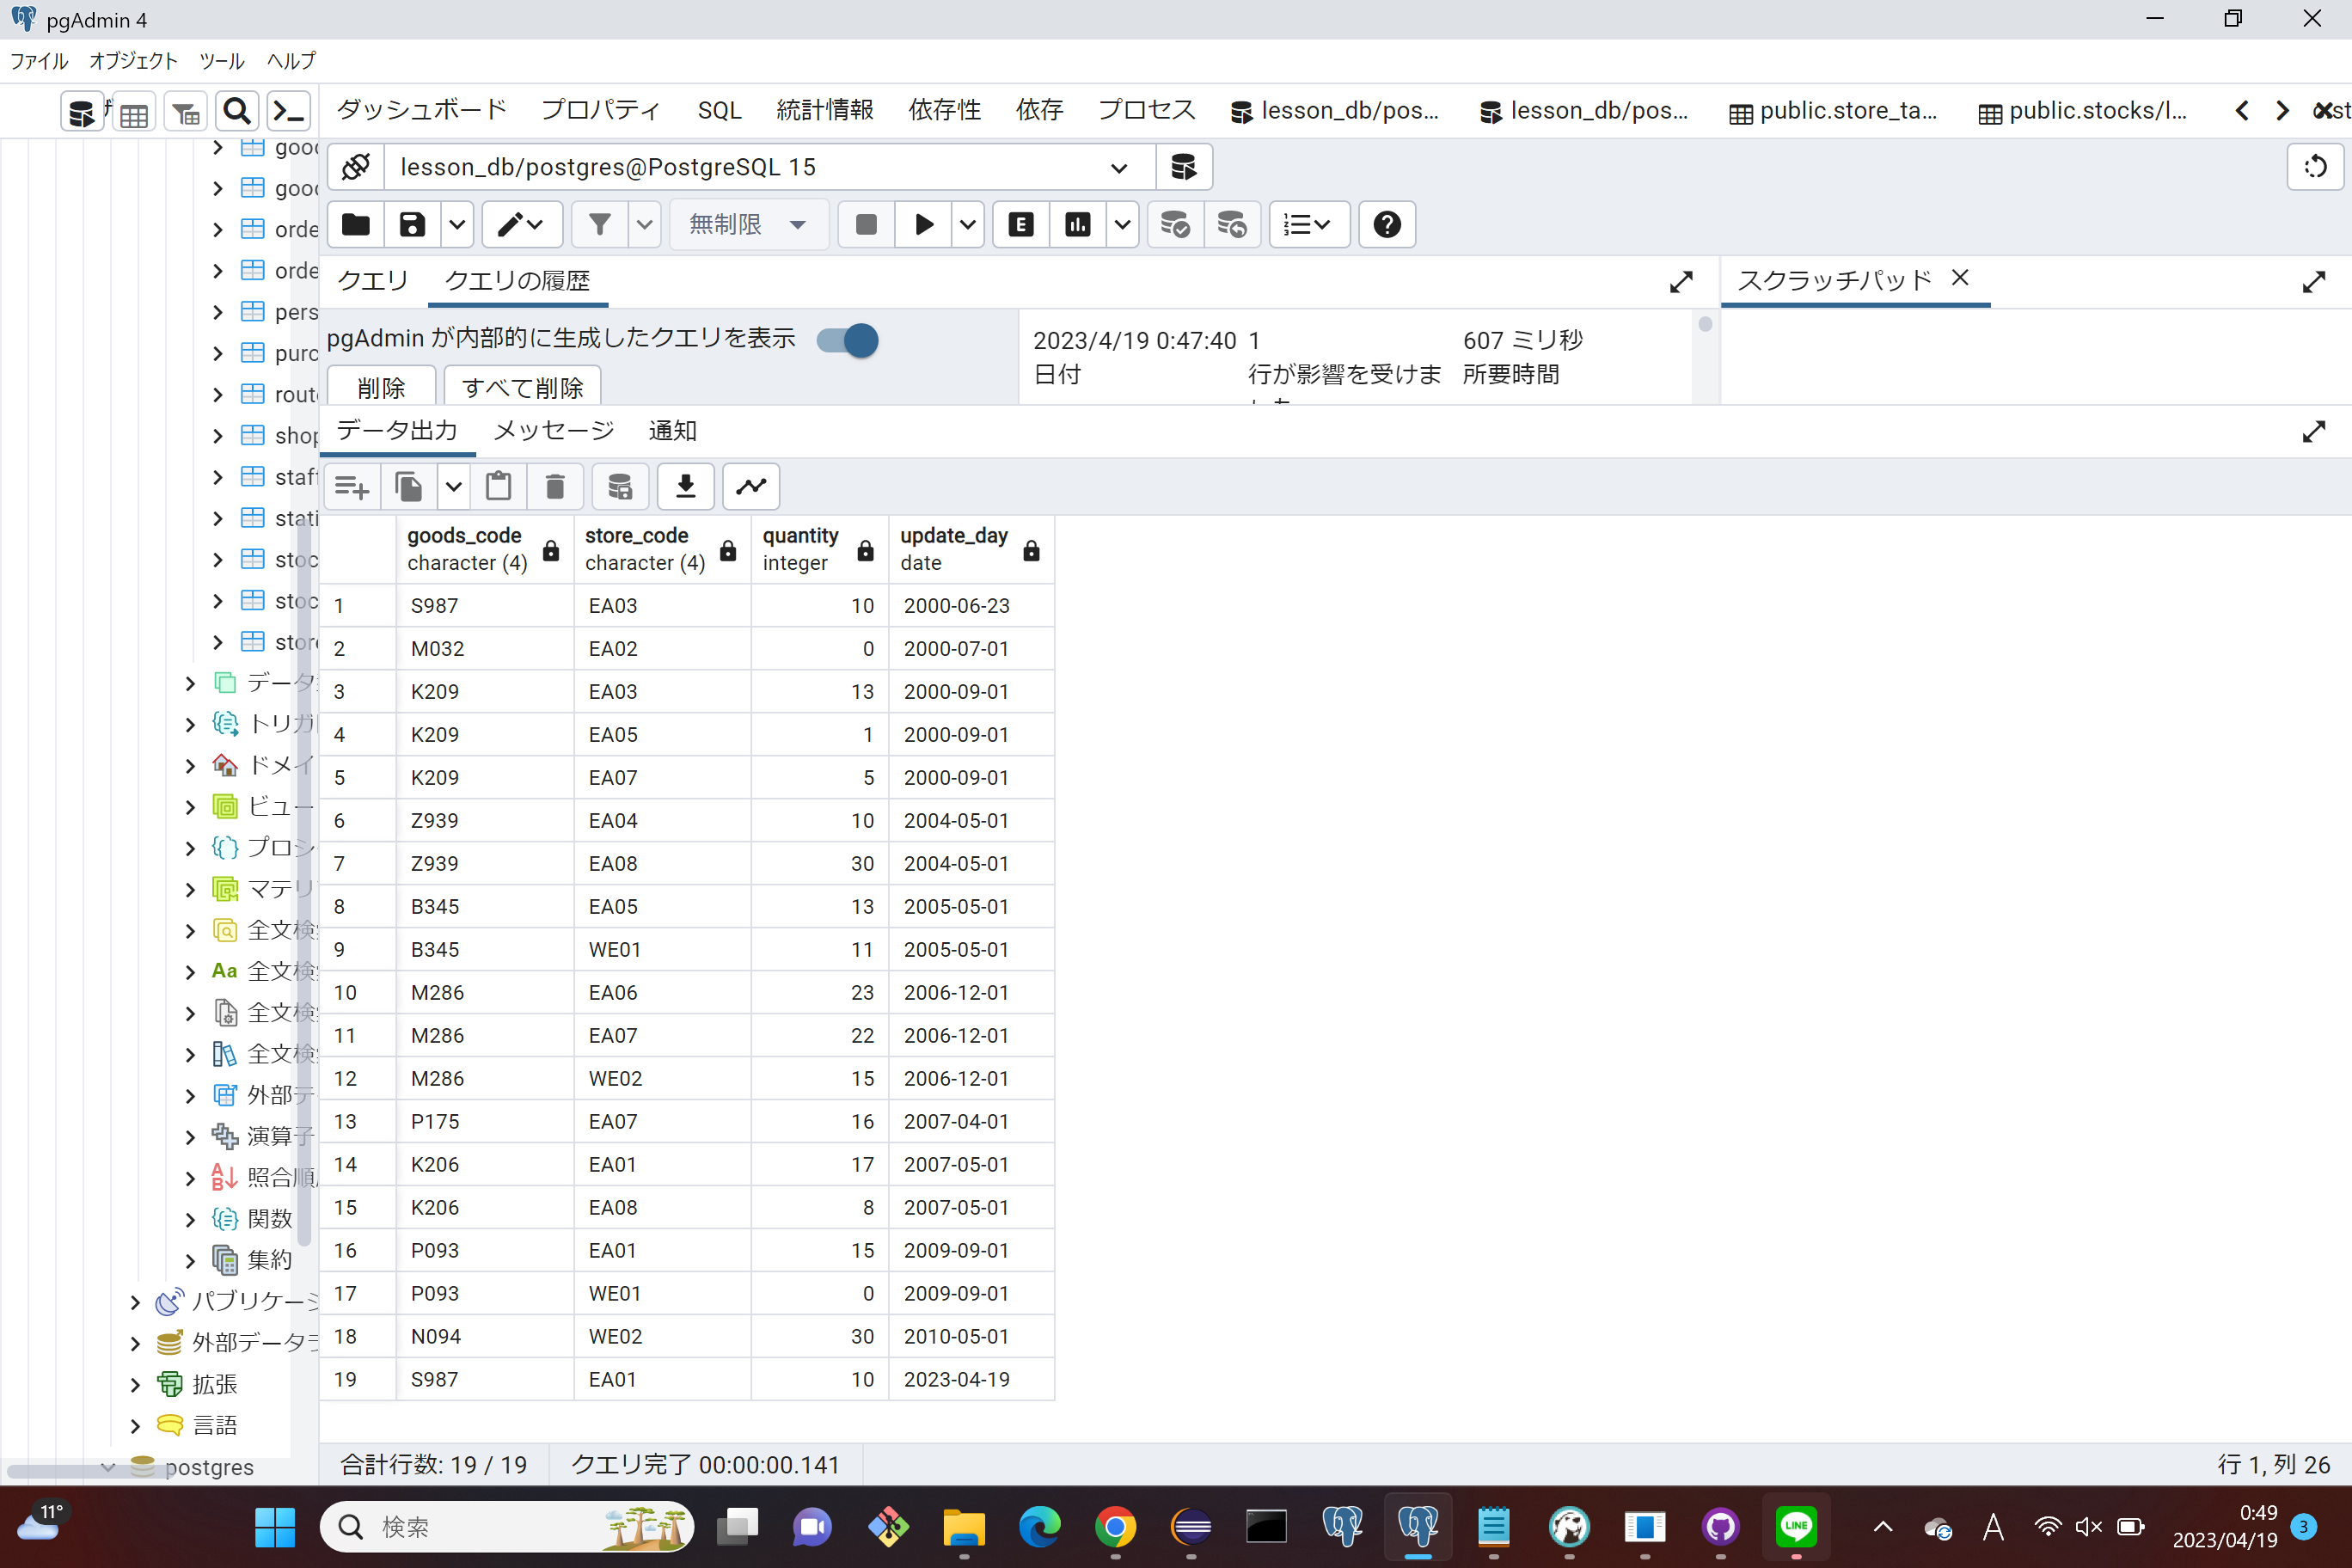 pgAdmin 4
ファイル オブジェクト ツール ヘルプ
ダッシュボード プロパティ SQL 統計情報 依存性 依存 プロセス lesson_db/pos... lesson_db/pos... public.store_ta... public.stocks/l...
lesson_db/postgres@PostgreSQL 15
無制限
クエリ クエリの履歴 スクラッチパッド
pgAdmin が内部的に生成したクエリを表示
削除 すべて削除
2023/4/19 0:47:40 1 607 ミリ秒
日付 行が影響を受けま 所要時間
データ出力 メッセージ 通知
goods_code store_code quantity update_day
character (4) character (4) integer date
1 S987 EA03 10 2000-06-23
2 M032 EA02 0 2000-07-01
3 K209 EA03 13 2000-09-01
4 K209 EA05 1 2000-09-01
5 K209 EA07 5 2000-09-01
6 Z939 EA04 10 2004-05-01
7 Z939 EA08 30 2004-05-01
8 B345 EA05 13 2005-05-01
9 B345 WE01 11 2005-05-01
10 M286 EA06 23 2006-12-01
11 M286 EA07 22 2006-12-01
12 M286 WE02 15 2006-12-01
13 P175 EA07 16 2007-04-01
14 K206 EA01 17 2007-05-01
15 K206 EA08 8 2007-05-01
16 P093 EA01 15 2009-09-01
17 P093 WE01 0 2009-09-01
18 N094 WE02 30 2010-05-01
19 S987 EA01 10 2023-04-19
合計行数: 19 / 19 クエリ完了 00:00:00.141 行 1, 列 26
goo
goo
orde
orde
pers
purc
rout
shop
staf
stati
stoc
stoc
store
データ
トリガ
ドメイ
ビュー
プロシ
マテリ
全文検
Aa 全文検
全文検
全文検
外部デ
演算子
照合順
関数
集約
パブリケーシ
外部データラ
拡張
言語
postgres
11°
検索
LINE
A
0:49
2023/04/19
3